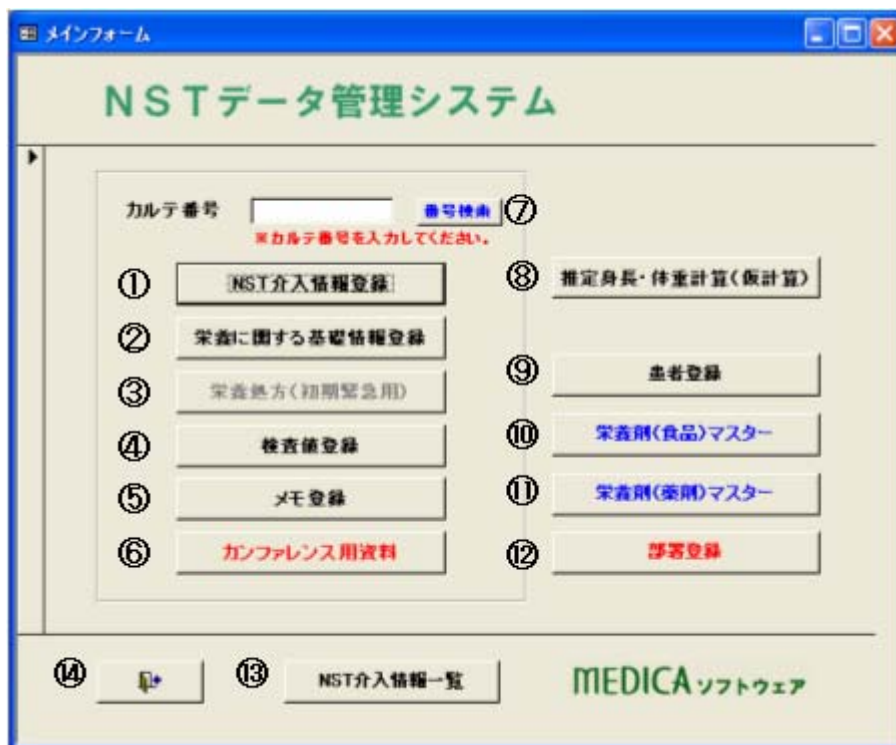 メインフォーム
NSTデータ管理システム
カルテ番号
番号検索 ⑦
※カルテ番号を入力してください。
① NST介入情報登録
② 栄養に関する基礎情報登録
③ 栄養処方(初期緊急用)
④ 検査値登録
⑤ メモ登録
⑥ カンファレンス用資料
⑧ 推定身長・体重計算(仮計算)
⑨ 患者登録
⑩ 栄養剤(食品)マスター
⑪ 栄養剤(薬剤)マスター
⑫ 部署登録
⑭
⑬ NST介入情報一覧
MEDICAソフトウェア